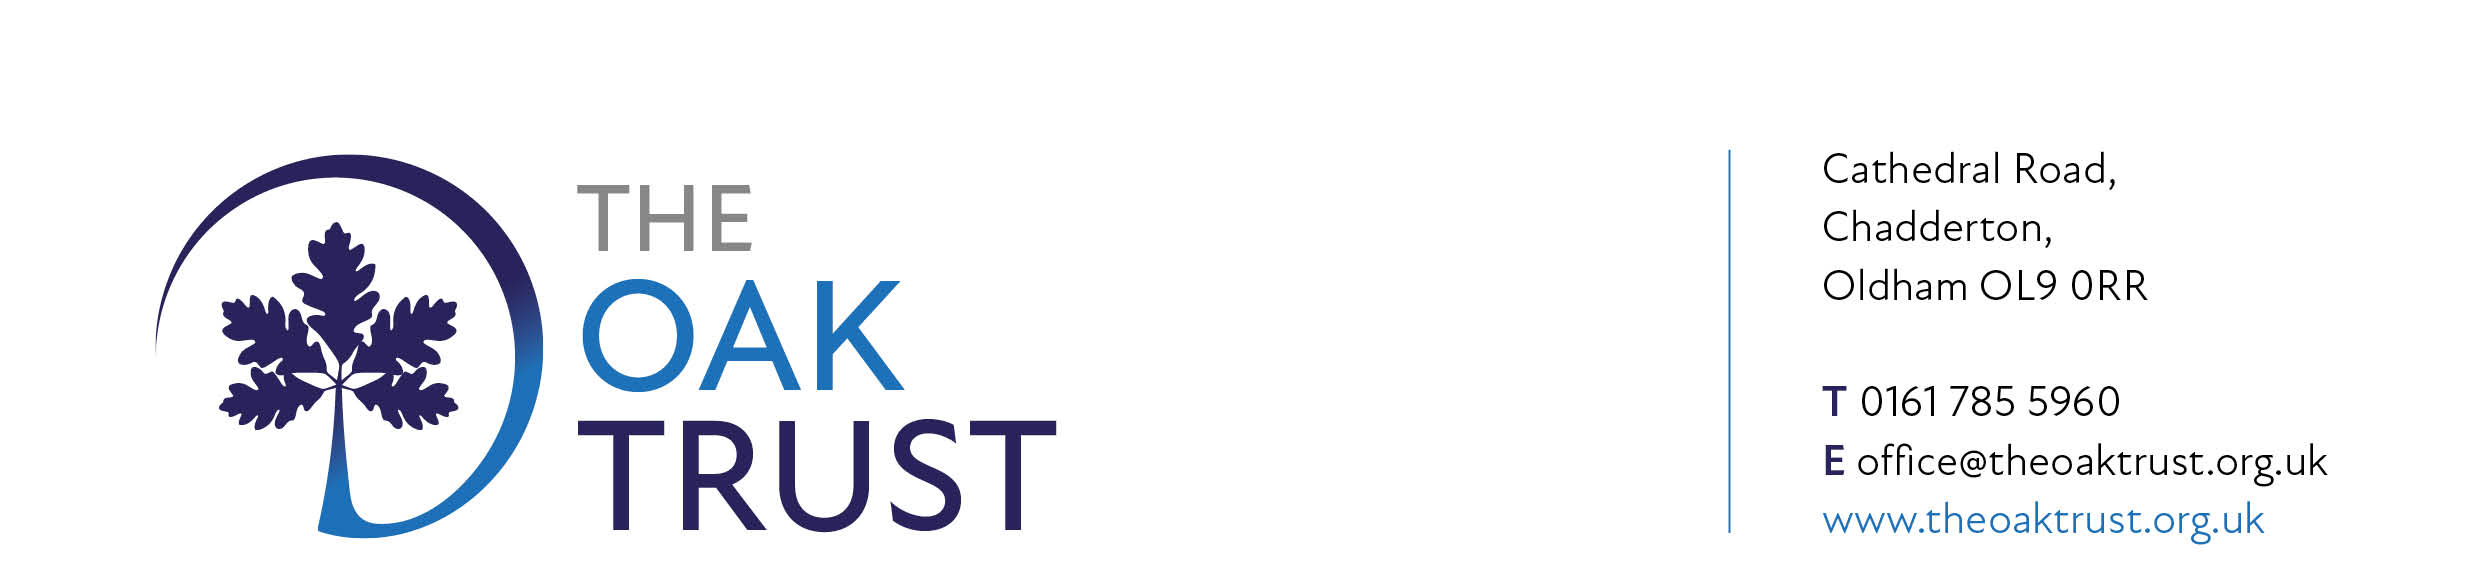 THE
OAK
TRUST
Cathedral Road,
Chadderton,
Oldham OL9 0RR
T 0161 785 5960
E office@theoaktrust.org.uk
www.theoaktrust.org.uk